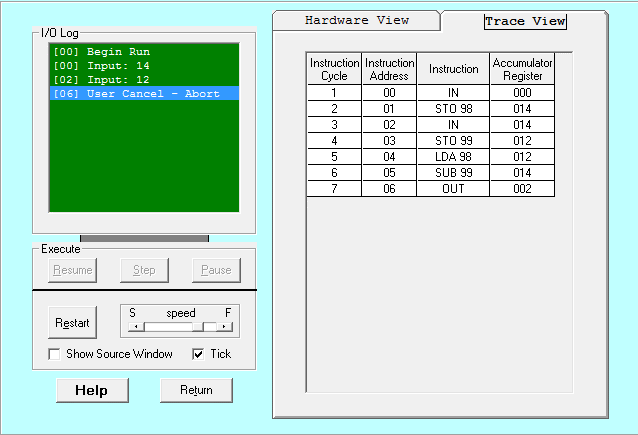 I/O Log
[00] Begin Run
[00] Input: 14
[02] Input: 12
[06] User Cancel - Abort
Execute
Resume Step Pause
Restart
S speed F
Show Source Window Tick
Help Return
Hardware View Trace View
Instruction Cycle Instruction Address Instruction Accumulator Register
1 00 IN 000
2 01 STO 98 014
3 02 IN 014
4 03 STO 99 012
5 04 LDA 98 012
6 05 SUB 99 014
7 06 OUT 002